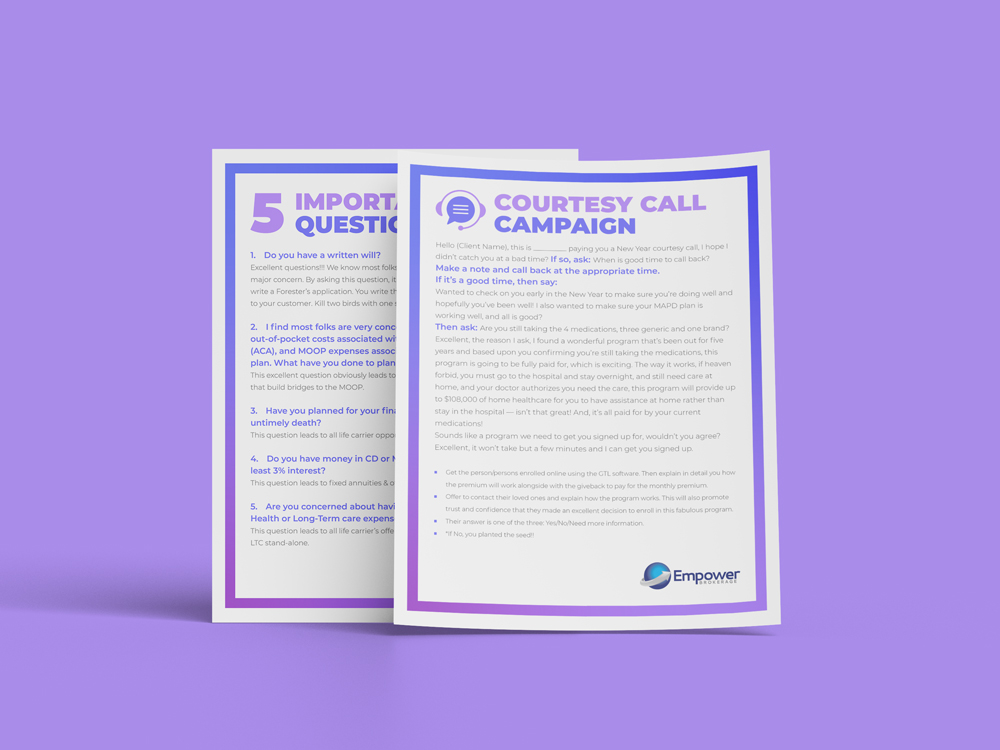 5 IMPORTA
QUESTIO
1. Do you have a written will?
Excellent questions!!! We know most folke
major concern. By asking this question, it
write a Forester's application. You write th
to your customer. Kill two birds with one s
2. I find most folks are very conc
out-of-pocket costs associated wi
(ACA), and MOOP expenses assoc
plan. What have you done to plan
This excellent question obviously leads to
that build bridges to the MOOP.
3. Have you planned for your fina
untimely death?
This question leads to all life carrier oppo
4. Do you have money in CD or M
least 3% interest?
This question leads to fixed annuities & o
5. Are you concerned about havi
Health or Long-Term care expens
This question leads to all life carrier's offe
LTC stand-alone.
COURTESY CALL
CAMPAIGN
Hello (Client Name), this is ________ paying you a New Year courtesy call, I hope I
didn't catch you at a bad time? If so, ask: When is good time to call back?
Make a note and call back at the appropriate time.
If it's a good time, then say:
Wanted to check on you early in the New Year to make sure you're doing well and
hopefully you've been well! I also wanted to make sure your MAPD plan is
working well, and all is good?
Then ask: Are you still taking the 4 medications, three generic and one brand?
Excellent, the reason I ask, I found a wonderful program that's been out for five
years and based upon you confirming you're still taking the medications, this
program is going to be fully paid for, which is exciting. The way it works, if heaven
forbid, you must go to the hospital and stay overnight, and still need care at
home, and your doctor authorizes you need the care, this program will provide up
to $108,000 of home healthcare for you to have assistance at home rather than
stay in the hospital — isn't that great! And, it's all paid for by your current
medications!
Sounds like a program we need to get you signed up for, wouldn't you agree?
Excellent, it won't take but a few minutes and I can get you signed up.
• Get the person/persons enrolled online using the GTL software. Then explain in detail you how
the premium will work alongside with the giveback to pay for the monthly premium.
• Offer to contact their loved ones and explain how the program works. This will also promote
trust and confidence that they made an excellent decision to enroll in this fabulous program.
• Their answer is one of the three: Yes/No/Need more information.
• *If No, you planted the seed!!
Empower
BROKERAGE